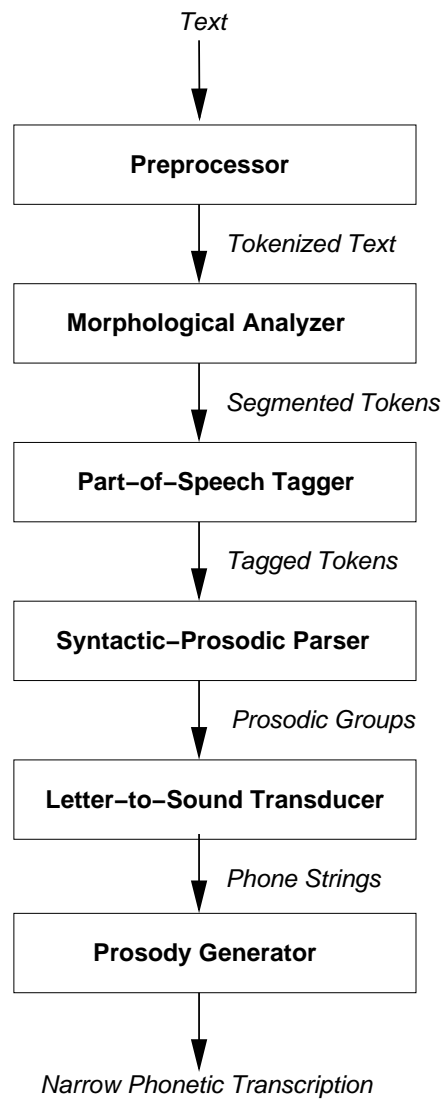 Text
Preprocessor
Tokenized Text
Morphological Analyzer
Segmented Tokens
Part−of−Speech Tagger
Tagged Tokens
Syntactic−Prosodic Parser
Prosodic Groups
Letter−to−Sound Transducer
Phone Strings
Prosody Generator
Narrow Phonetic Transcription